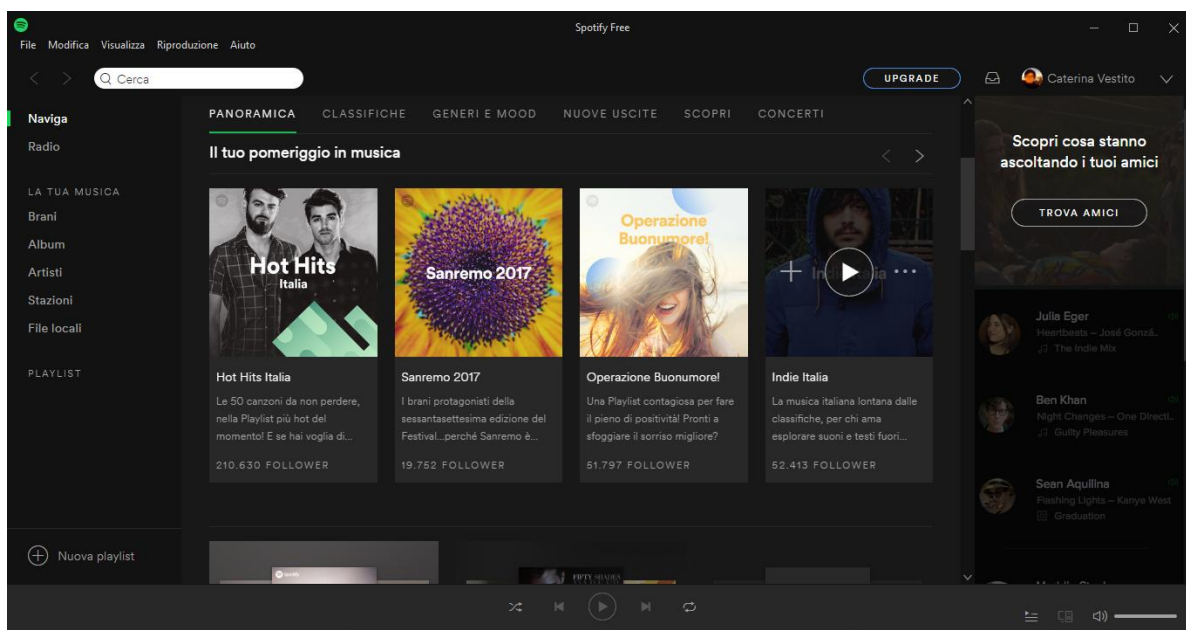 Spotify Free
File Modifica Visualizza Riproduzione Aiuto
Cerca
UPGRADE
Caterina Vestito
Naviga
Radio
LA TUA MUSICA
Brani
Album
Artisti
Stazioni
File locali
PLAYLIST
Nuova playlist
PANORAMICA CLASSIFICHE GENERI E MOOD NUOVE USCITE SCOPRI CONCERTI
Il tuo pomeriggio in musica
Hot Hits
Italia
Hot Hits Italia
Le 50 canzoni da non perdere,
nella Playlist più hot del
momento! E se hai voglia di...
210.630 FOLLOWER
Sanremo 2017
Sanremo 2017
I brani protagonisti della
sessantasettesima edizione del
Festival...perché Sanremo è...
19.752 FOLLOWER
Operazione
Buonumore!
Operazione Buonumore!
Una Playlist contagiosa per fare
il pieno di positività! Pronti a
sfoggiare il sorriso migliore?
51.797 FOLLOWER
Indie Italia
La musica italiana lontana dalle
classifiche, per chi ama
esplorare suoni e testi fuori...
52.413 FOLLOWER
FIFTY SHADES
Scopri cosa stanno
ascoltando i tuoi amici
TROVA AMICI
Julia Eger
Heartbeats – José Gonzá..
The Indie Mix
Ben Khan
Night Changes – One Directi..
Guilty Pleasures
Sean Aquilina
Flashing Lights – Kanye West
Graduation